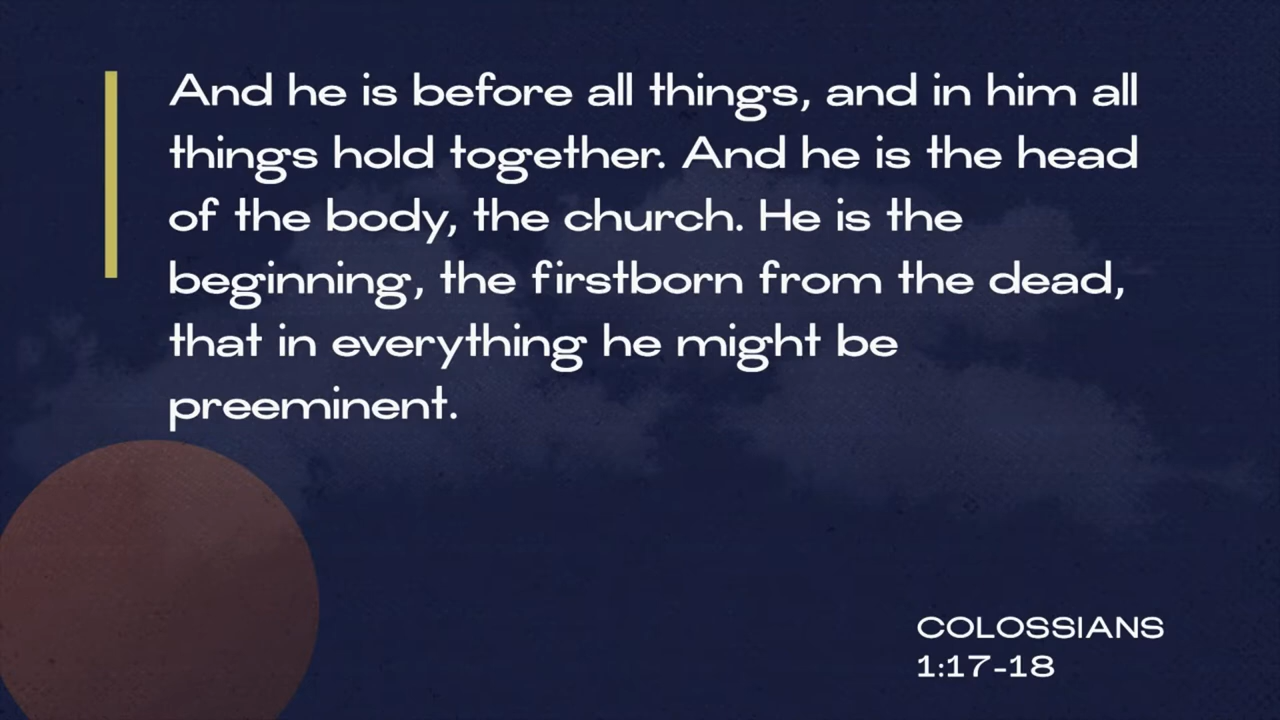 And he is before all things, and in him all
things hold together. And he is the head
of the body, the church. He is the
beginning, the firstborn from the dead,
that in everything he might be
preeminent.
COLOSSIANS
1:17-18